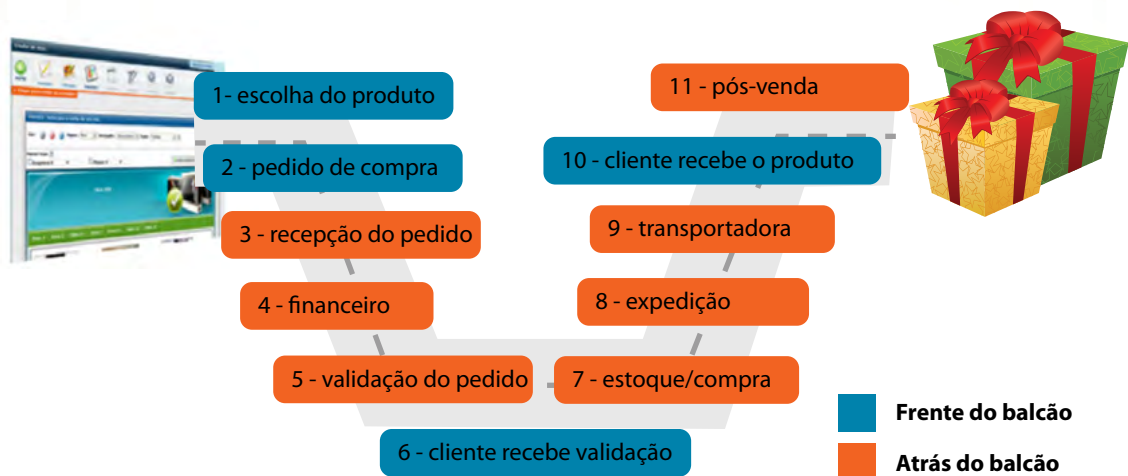 1- escolha do produto
2 - pedido de compra
3 - recepção do pedido
4 - financeiro
5 - validação do pedido
6 - cliente recebe validação
7 - estoque/compra
8 - expedição
9 - transportadora
10 - cliente recebe o produto
11 - pós-venda
Frente do balcão
Atrás do balcão